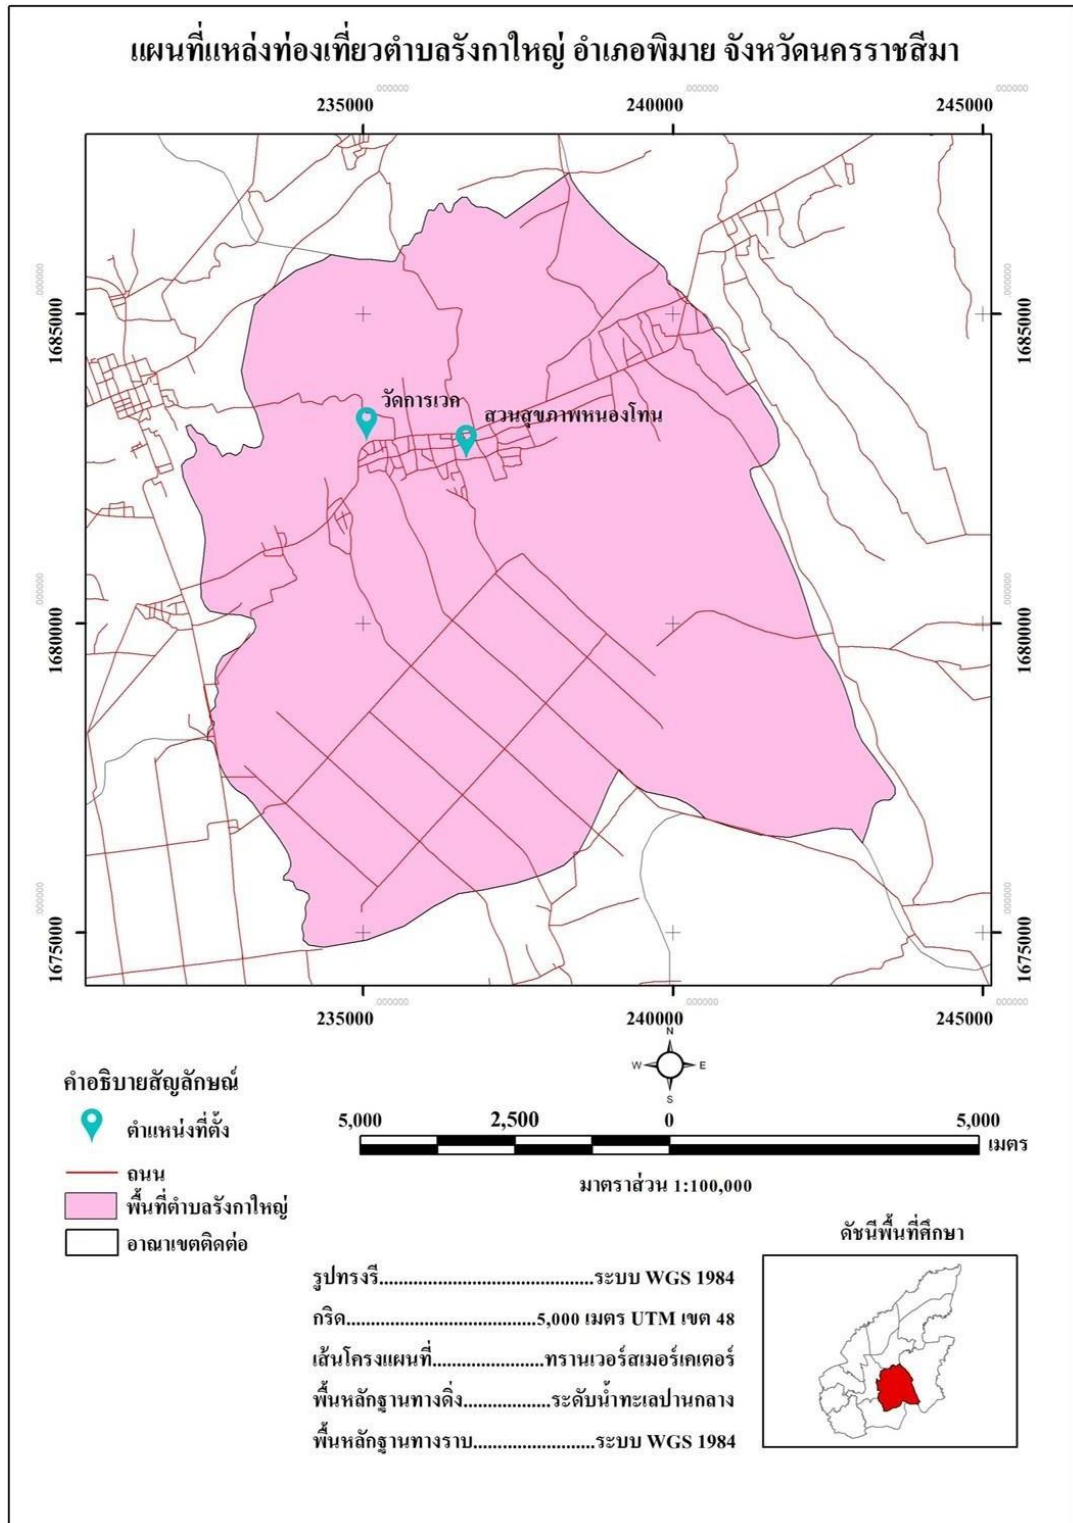 แผนที่แหล่งท่องเที่ยวตำบลรังกาใหญ่ อำเภอพิมาย จังหวัดนครราชสีมา
.000000 .000000 .000000
235000 240000 245000
.000000 .000000
1685000 1685000
วัดการเวก
สวนสุขภาพหนองโทน
.000000 .000000
1680000 1680000
.000000 .000000
1675000 1675000
.000000 .000000 .000000
235000 240000 245000
N
W E
S
คำอธิบายสัญลักษณ์
ตำแหน่งที่ตั้ง
ถนน
พื้นที่ตำบลรังกาใหญ่
อาณาเขตติดต่อ
5,000 2,500 0 5,000
เมตร
มาตราส่วน 1:100,000
ดัชนีพื้นที่ศึกษา
รูปทรงรี............................................ระบบ WGS 1984
กริด.......................................5,000 เมตร UTM เขต 48
เส้นโครงแผนที่.......................ทรานเวอร์สเมอร์เคเตอร์
พื้นหลักฐานทางดิ่ง..................ระดับน้ำทะเลปานกลาง
พื้นหลักฐานทางราบ.........................ระบบ WGS 1984